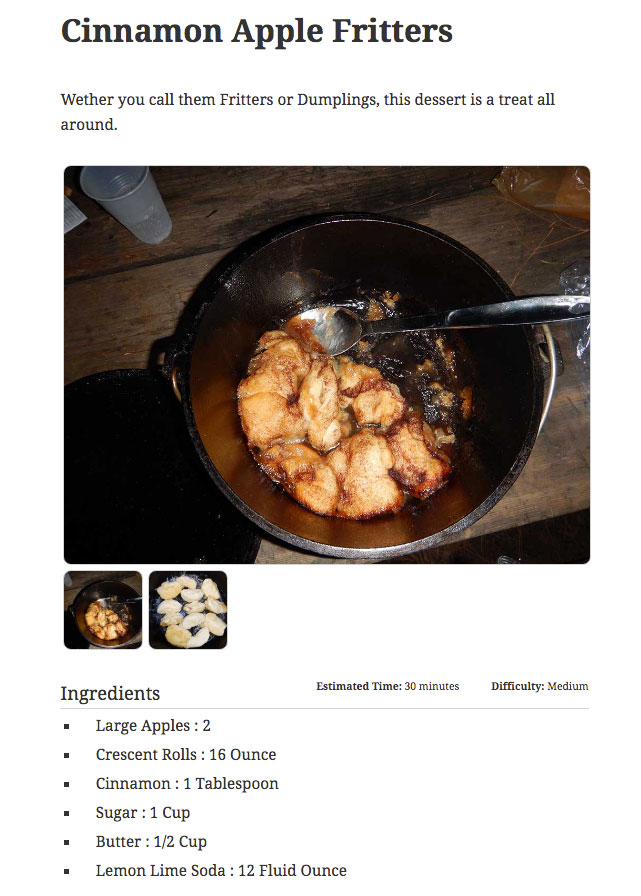 Cinnamon Apple Fritters
Wether you call them Fritters or Dumplings, this dessert is a treat all
around.
Ingredients
Estimated Time: 30 minutes
Difficulty: Medium
Large Apples : 2
Crescent Rolls : 16 Ounce
Cinnamon : 1 Tablespoon
Sugar : 1 Cup
Butter : 1/2 Cup
Lemon Lime Soda : 12 Fluid Ounce